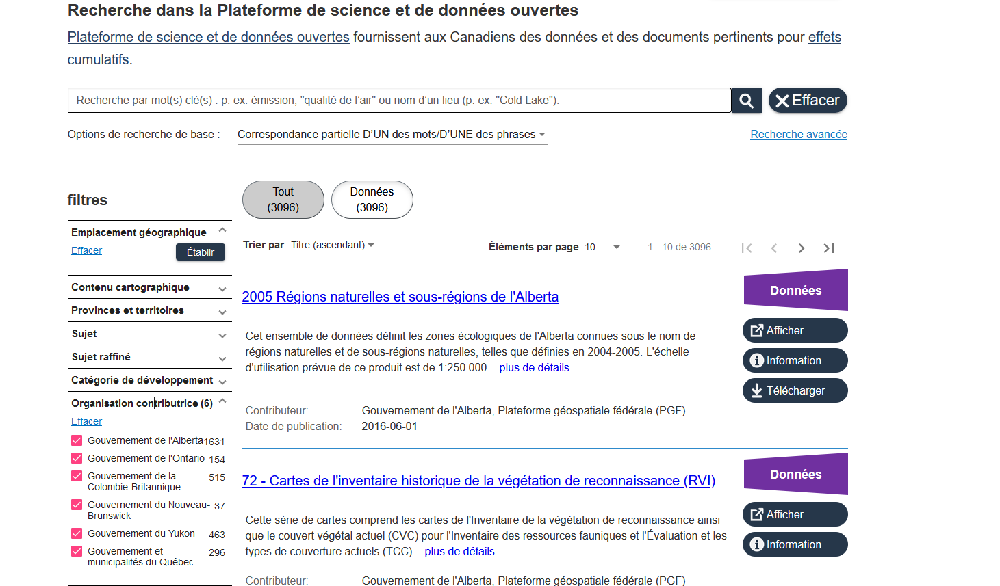 Recherche dans la Plateforme de science et de données ouvertes
Plateforme de science et de données ouvertes fournissent aux Canadiens des données et des documents pertinents pour effets
cumulatifs.
Recherche par mot(s) clé(s) : p. ex. émission, "qualité de l’air" ou nom d’un lieu (p. ex. "Cold Lake").
Effacer
Options de recherche de base :
Correspondance partielle D’UN des mots/D’UNE des phrases
Recherche avancée
filtres
Emplacement géographique
Effacer
Établir
Contenu cartographique
Provinces et territoires
Sujet
Sujet raffiné
Catégorie de développement
Organisation contributrice (6)
Effacer
Gouvernement de l'Alberta 1631
Gouvernement de l'Ontario 154
Gouvernement de la 515
Colombie-Britannique
Gouvernement du Nouveau- 37
Brunswick
Gouvernement du Yukon 463
Gouvernement et 296
municipalités du Québec
Tout
(3096)
Données
(3096)
Trier par Titre (ascendant)
Éléments par page 10
1 - 10 de 3096
2005 Régions naturelles et sous-régions de l'Alberta
Cet ensemble de données définit les zones écologiques de l'Alberta connues sous le nom de
régions naturelles et de sous-régions naturelles, telles que définies en 2004-2005. L'échelle
d'utilisation prévue de ce produit est de 1:250 000... plus de détails
Contributeur: Gouvernement de l'Alberta, Plateforme géospatiale fédérale (PGF)
Date de publication: 2016-06-01
Données
Afficher
Information
Télécharger
72 - Cartes de l'inventaire historique de la végétation de reconnaissance (RVI)
Cette série de cartes comprend les cartes de l'Inventaire de la végétation de reconnaissance ainsi
que le couvert végétal actuel (CVC) pour l'Inventaire des ressources fauniques et l'Évaluation et les
types de couverture actuels (TCC)... plus de détails
Contributeur: Gouvernement de l'Alberta, Plateforme géospatiale fédérale (PGF)
Données
Afficher
Information